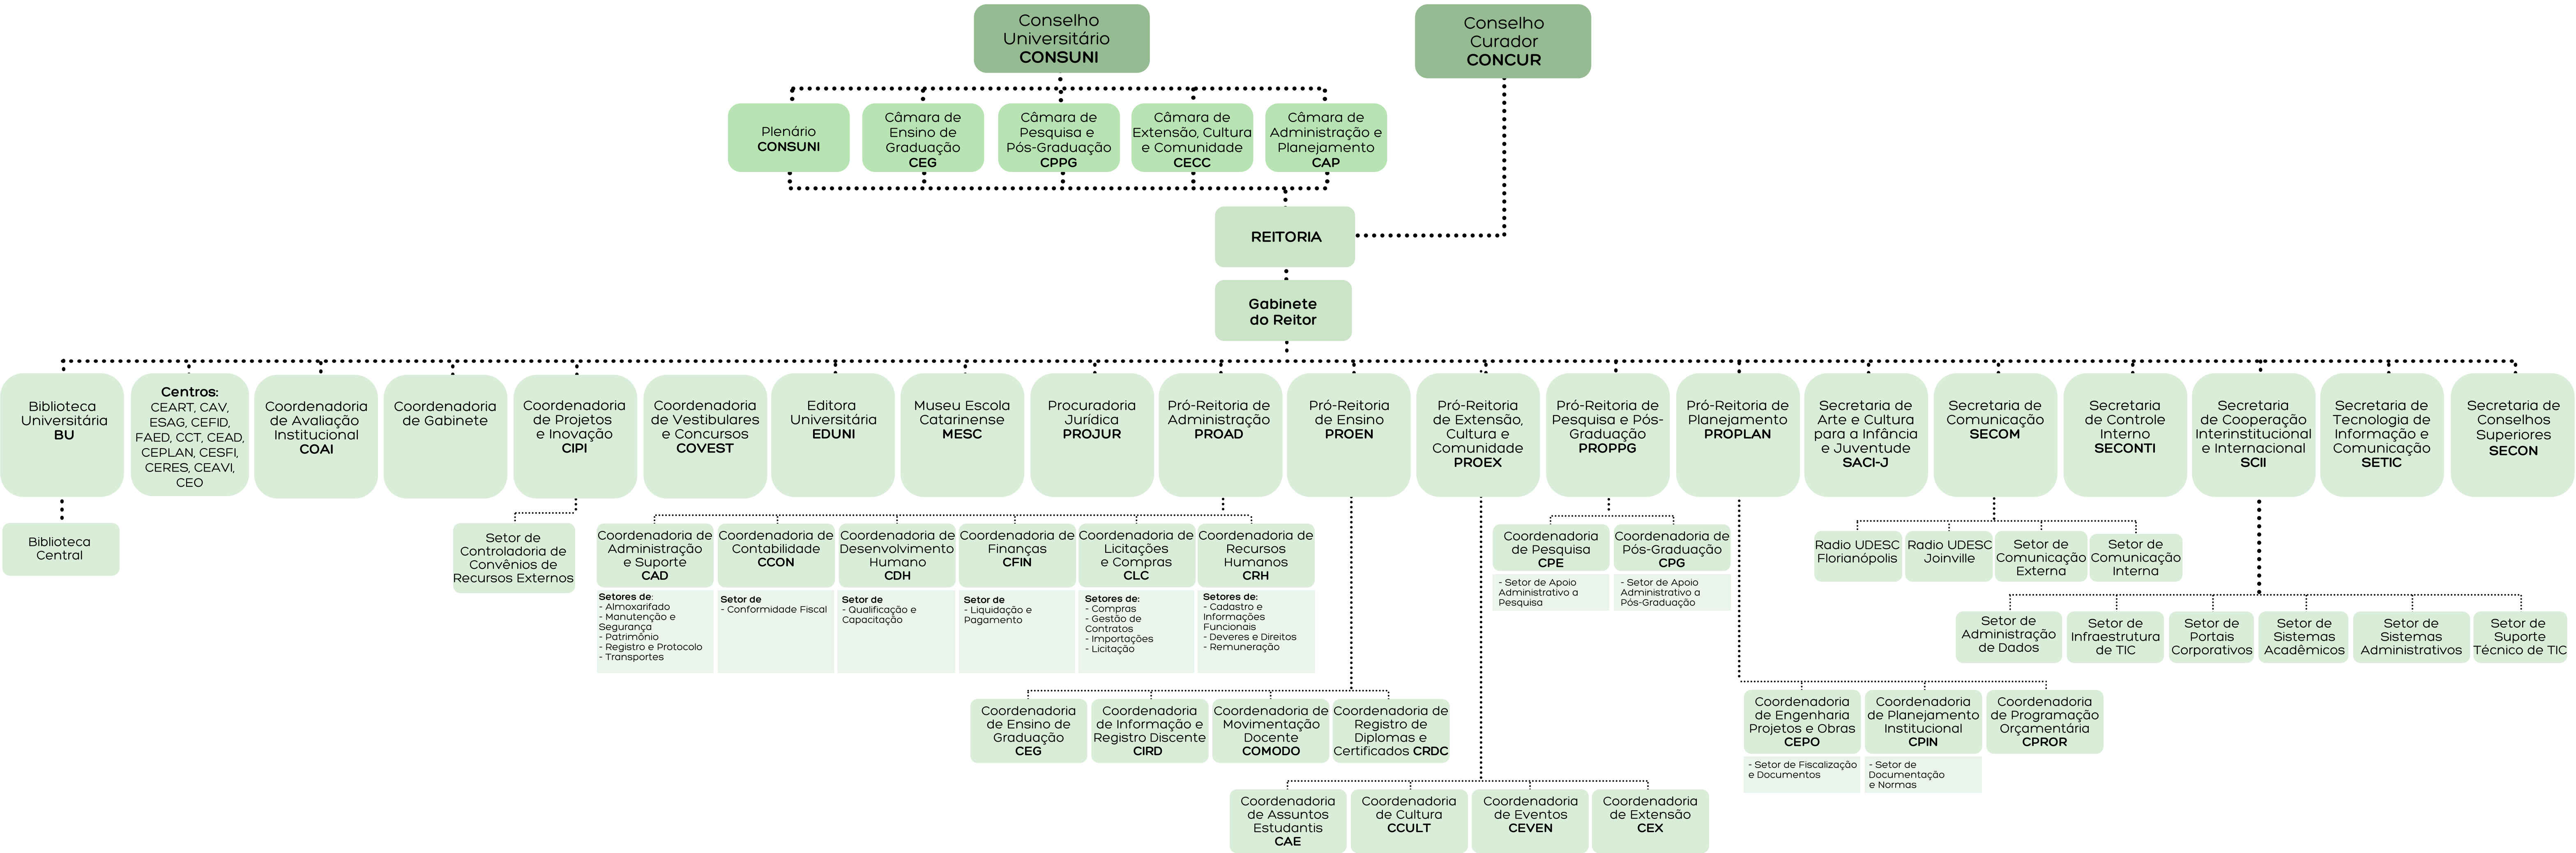 Conselho
Universitário
CONSUNI
Conselho
Curador
CONCUR
Plenário
CONSUNI
Câmara de
Ensino de
Graduação
CEG
Câmara de
Pesquisa e
Pós-Graduação
CPPG
Câmara de
Extensão, Cultura
e Comunidade
CECC
Câmara de
Administração e
Planejamento
CAP
REITORIA
Gabinete
do Reitor
Biblioteca
Universitária
BU
Centros:
CEART, CAV,
ESAG, CEFID,
FAED, CCT, CEAD,
CEPLAN, CESFI,
CERES, CEAVI,
CEO
Coordenadoria
de Avaliação
Institucional
COAI
Coordenadoria
de Gabinete
Coordenadoria
de Projetos
e Inovação
CIPI
Coordenadoria
de Vestibulares
e Concursos
COVEST
Editora
Universitária
EDUNI
Museu Escola
Catarinense
MESC
Procuradoria
Jurídica
PROJUR
Pró-Reitoria de
Administração
PROAD
Pró-Reitoria
de Ensino
PROEN
Pró-Reitoria
de Extensão,
Cultura e
Comunidade
PROEX
Pró-Reitoria de
Pesquisa e Pós-
Graduação
PROPPG
Pró-Reitoria de
Planejamento
PROPLAN
Secretaria de
Arte e Cultura
para a Infância
e Juventude
SACI-J
Secretaria de
Comunicação
SECOM
Secretaria
de Controle
Interno
SECONTI
Secretaria
de Cooperação
Interinstitucional
e Internacional
SCII
Secretaria de
Tecnologia de
Informação e
Comunicação
SETIC
Secretaria de
Conselhos
Superiores
SECON
Biblioteca
Central
Setor de
Controladoria de
Convênios de
Recursos Externos
Coordenadoria de
Administração
e Suporte
CAD
Setores de:
- Almoxarifado
- Manutenção e
Segurança
- Patrimônio
- Registro e Protocolo
- Transportes
Coordenadoria de
Contabilidade
CCON
Setor de
- Conformidade Fiscal
Coordenadoria de
Desenvolvimento
Humano
CDH
Setor de
- Qualificação e
Capacitação
Coordenadoria de
Finanças
CFIN
Setor de
- Liquidação e
Pagamento
Coordenadoria de
Licitações
e Compras
CLC
Setores de:
- Compras
- Gestão de
Contratos
- Importações
- Licitação
Coordenadoria de
Recursos
Humanos
CRH
Setores de:
- Cadastro e
Informações
Funcionais
- Deveres e Direitos
- Remuneração
Coordenadoria
de Pesquisa
CPE
- Setor de Apoio
Administrativo a
Pesquisa
Coordenadoria de
Pós-Graduação
CPG
- Setor de Apoio
Administrativo a
Pós-Graduação
Radio UDESC
Florianópolis
Radio UDESC
Joinville
Setor de
Comunicação
Externa
Setor de
Comunicação
Interna
Setor de
Administração
de Dados
Setor de
Infraestrutura
de TIC
Setor de
Portais
Corporativos
Setor de
Sistemas
Acadêmicos
Setor de
Sistemas
Administrativos
Setor de
Suporte
Técnico de TIC
Coordenadoria
de Ensino de
Graduação
CEG
Coordenadoria
de Informação e
Registro Discente
CIRD
Coordenadoria de
Movimentação
Docente
COMODO
Coordenadoria de
Registro de
Diplomas e
Certificados CRDC
Coordenadoria
de Engenharia
Projetos e Obras
CEPO
- Setor de Fiscalização
e Documentos
Coordenadoria
de Planejamento
Institucional
CPIN
- Setor de
Documentação
e Normas
Coordenadoria
de Programação
Orçamentária
CPROR
Coordenadoria
de Assuntos
Estudantis
CAE
Coordenadoria
de Cultura
CCULT
Coordenadoria
de Eventos
CEVEN
Coordenadoria
de Extensão
CEX